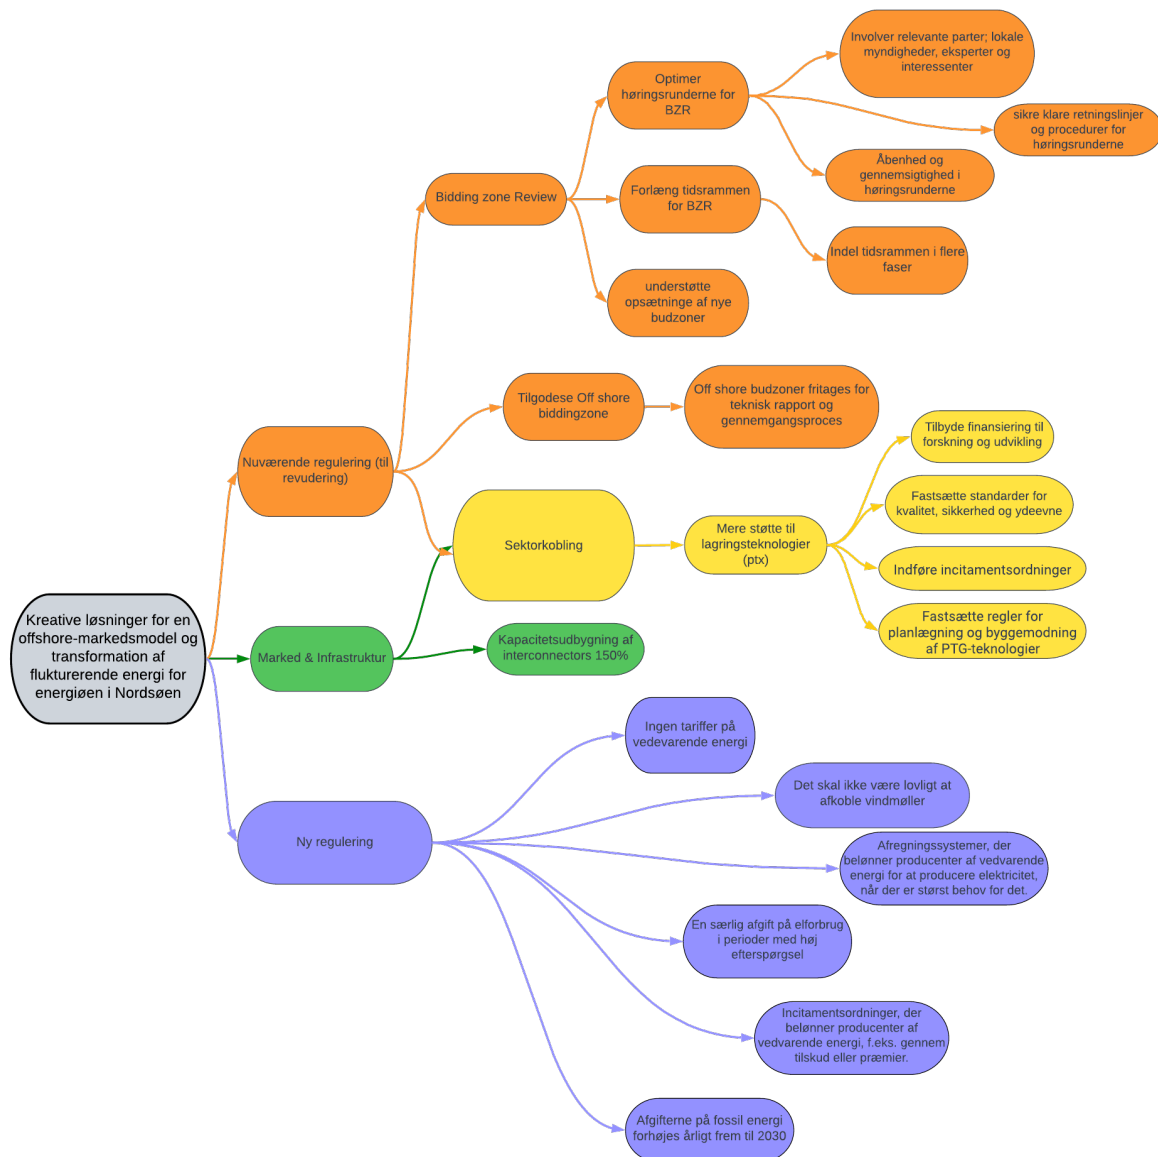 Involver relevante parter; lokale
myndigheder, eksperter og
interessenter
Optimer
høringsrunderne for
BZR
sikre klare retningslinjer
og procedurer for
høringsrunderne
Åbenhed og
gennemsigtighed i
høringsrunderne
Bidding zone Review
Forlæng tidsrammen
for BZR
Indel tidsrammen i flere
faser
understøtte
opsætninge af nye
budzoner
Tilgodese Off shore
biddingzone
Off shore budzoner fritages for
teknisk rapport og
gennemgangsproces
Nuværende regulering (til
revudering)
Tilbyde finansiering til
forskning og udvikling
Fastsætte standarder for
kvalitet, sikkerhed og ydeevne
Sektorkobling
Mere støtte til
lagringsteknologier
(ptx)
Indføre incitamentsordninger
Fastsætte regler for
planlægning og byggemodning
af PTG-teknologier
Kreative løsninger for en
offshore-markedsmodel og
transformation af
flukturerende energi for
energiøen i Nordsøen
Marked & Infrastruktur
Kapacitetsudbygning af
interconnectors 150%
Ingen tariffer på
vedevarende energi
Det skal ikke være lovligt at
afkoble vindmøller
Ny regulering
Afregningssystemer, der
belønner producenter af vedvarende
energi for at producere elektricitet,
når der er størst behov for det.
En særlig afgift på elforbrug
i perioder med høj
efterspørgsel
Incitamentsordninger, der
belønner producenter af
vedvarende energi, f.eks. gennem
tilskud eller præmier.
Afgifterne på fossil energi
forhøjes årligt frem til 2030